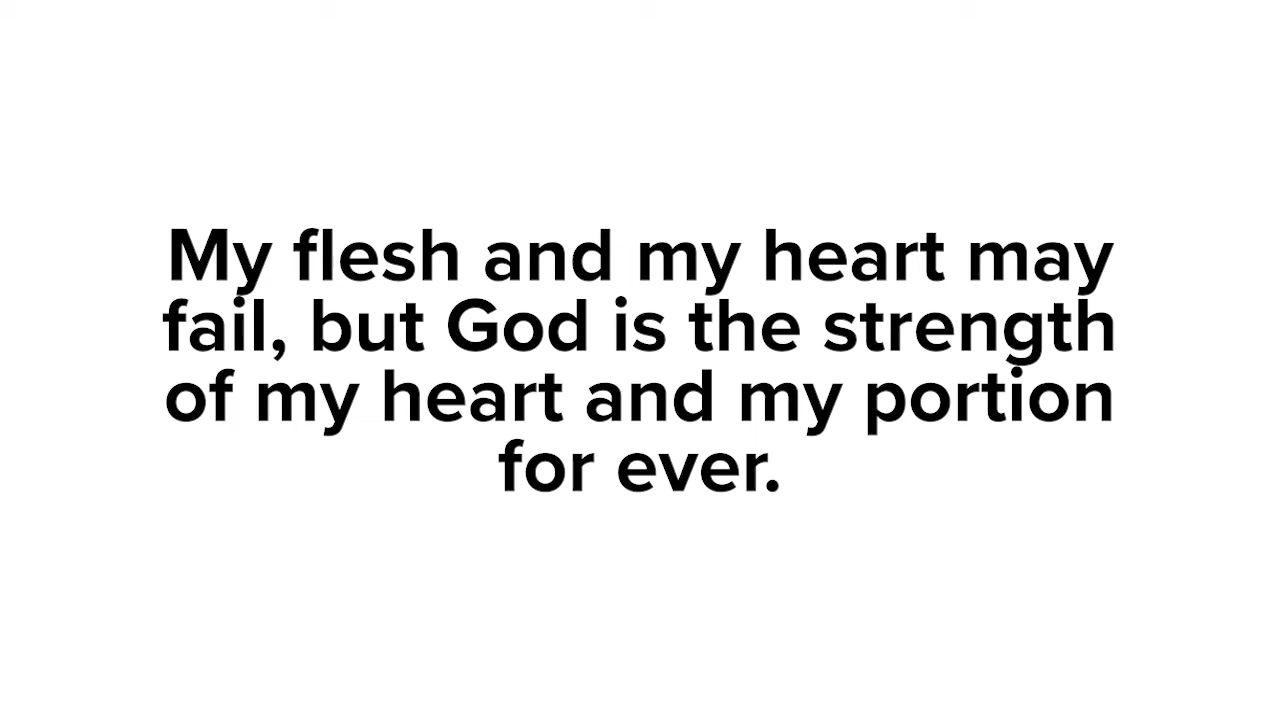 My flesh and my heart may
fail, but God is the strength
of my heart and my portion
for ever.